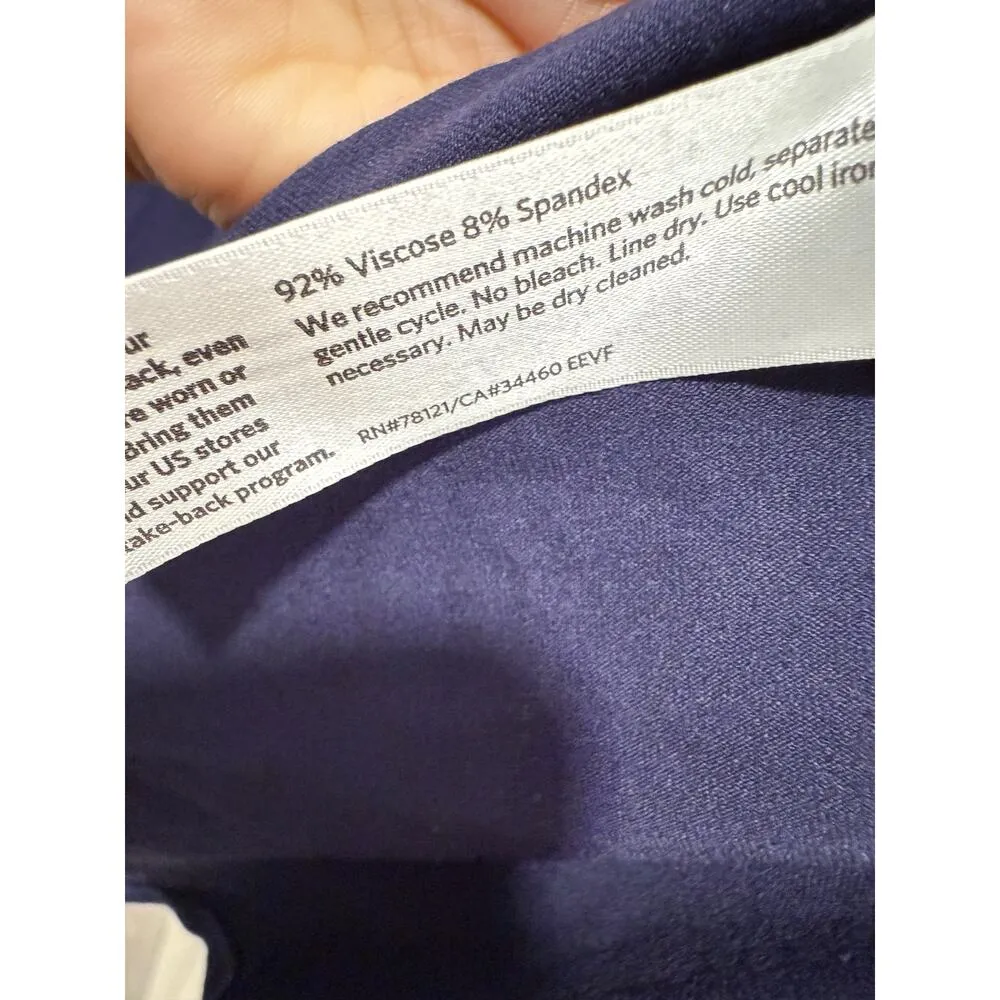 ur
ack, even
re worn or
Bring them
ur US stores
nd support our
take-back program.
92% Viscose 8% Spandex
We recommend machine wash cold, separate
gentle cycle. No bleach. Line dry. Use cool iron
necessary. May be dry cleaned.
RN#78121/CA#34460 EEVF